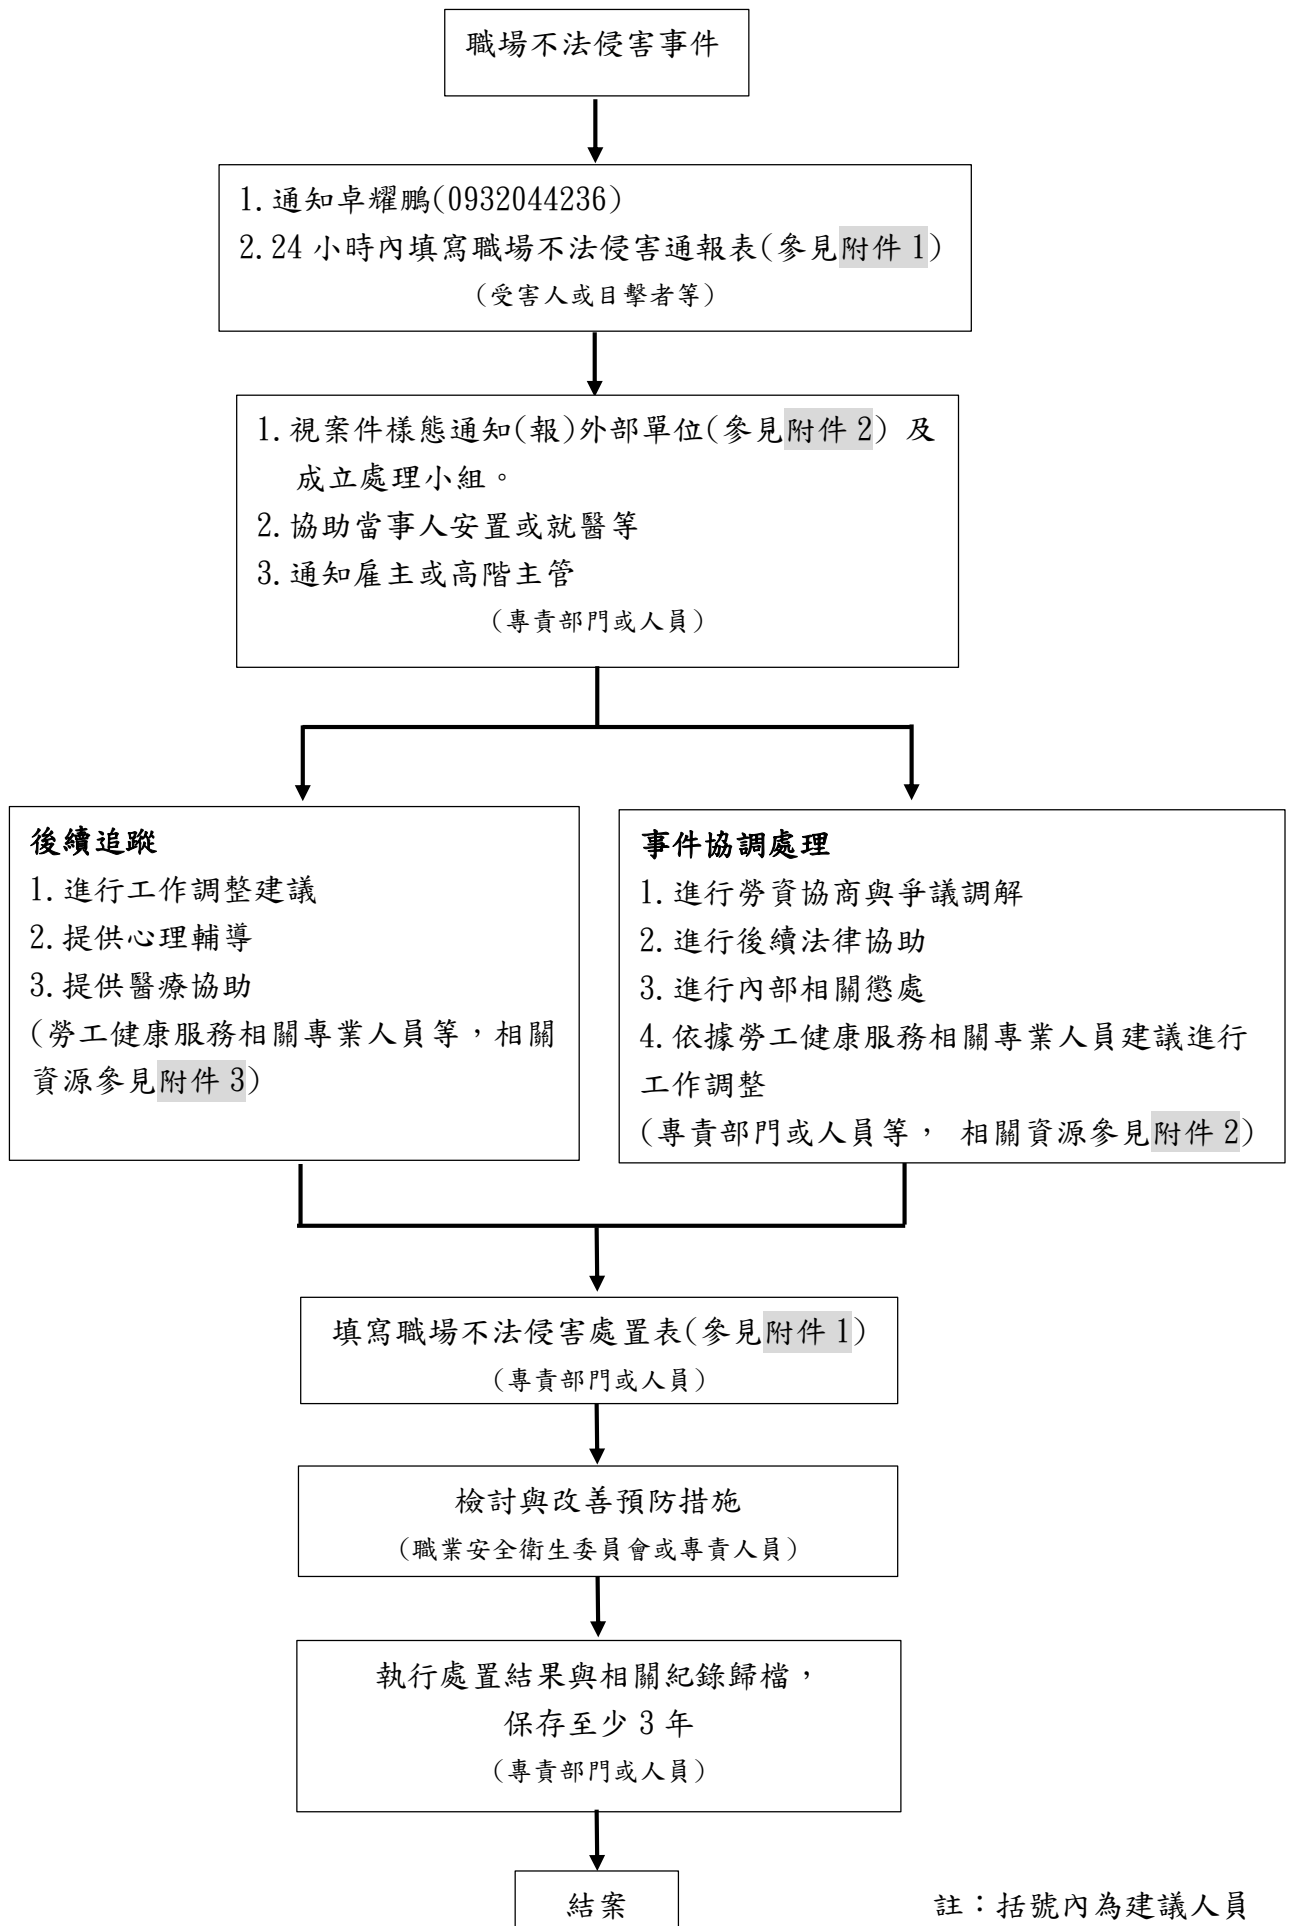 職場不法侵害事件
1.通知卓耀鵬(0932044236)
2.24 小時內填寫職場不法侵害通報表(參見附件 1)
(受害人或目擊者等)
1.視案件樣態通知(報)外部單位(參見附件 2) 及
成立處理小組。
2.協助當事人安置或就醫等
3.通知雇主或高階主管
(專責部門或人員)
後續追蹤
1.進行工作調整建議
2.提供心理輔導
3.提供醫療協助
(勞工健康服務相關專業人員等，相關
資源參見附件 3)
事件協調處理
1.進行勞資協商與爭議調解
2.進行後續法律協助
3.進行內部相關懲處
4.依據勞工健康服務相關專業人員建議進行
工作調整
(專責部門或人員等， 相關資源參見附件 2)
填寫職場不法侵害處置表(參見附件 1)
(專責部門或人員)
檢討與改善預防措施
(職業安全衛生委員會或專責人員)
執行處置結果與相關紀錄歸檔，
保存至少 3 年
(專責部門或人員)
結案
註：括號內為建議人員